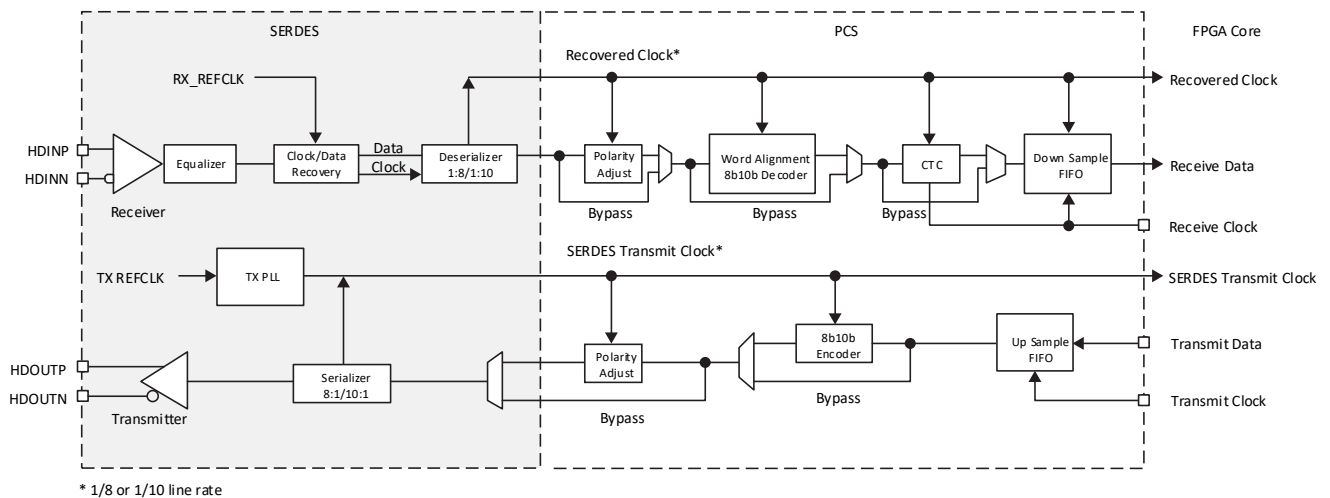 SERDES
PCS
FPGA Core
Recovered Clock*
RX_REFCLK
Recovered Clock
HDINP
HDINN
Equalizer
Clock/Data
Recovery
Data
Clock
Deserializer
1:8/1:10
Polarity
Adjust
Word Alignment
8b10b Decoder
CTC
Down Sample
FIFO
Receive Data
Receiver
Bypass
Bypass
Bypass
Receive Clock
SERDES Transmit Clock*
TX REFCLK
TX PLL
SERDES Transmit Clock
HDOUTP
HDOUTN
Transmitter
Serializer
8:1/10:1
Polarity
Adjust
8b10b
Encoder
Up Sample
FIFO
Transmit Data
Bypass
Bypass
Transmit Clock
* 1/8 or 1/10 line rate